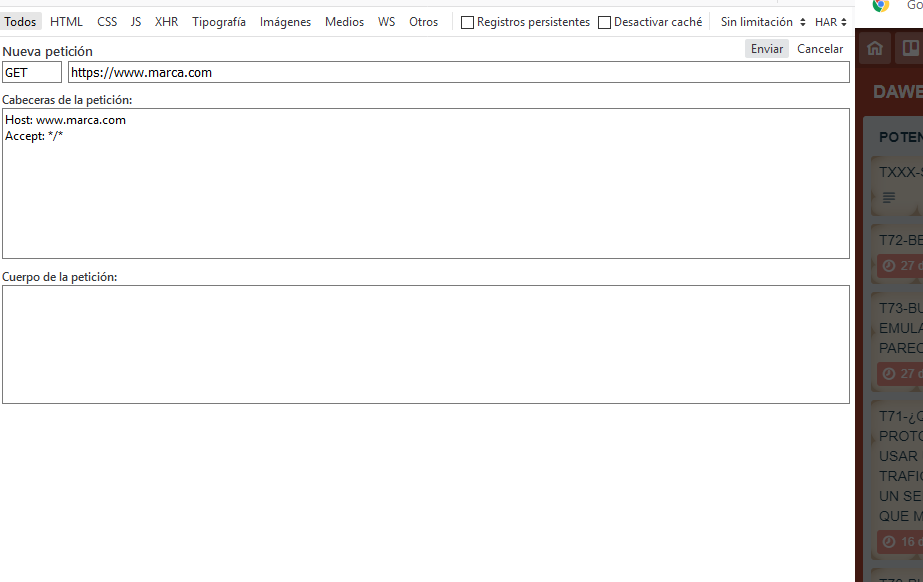 Todos HTML CSS JS XHR Tipografía Imágenes Medios WS Otros Registros persistentes Desactivar caché Sin limitación HAR
Nueva petición Enviar Cancelar
GET https://www.marca.com
Cabeceras de la petición:
Host: www.marca.com
Accept: */*
Cuerpo de la petición:
Go
DAWE
POTEN
TXXX-S
T72-BE
27 d
T73-BU
EMULA
PAREC
27 d
T71-¿Q
PROTO
USAR
TRAFIC
UN SE
QUE M
16 d